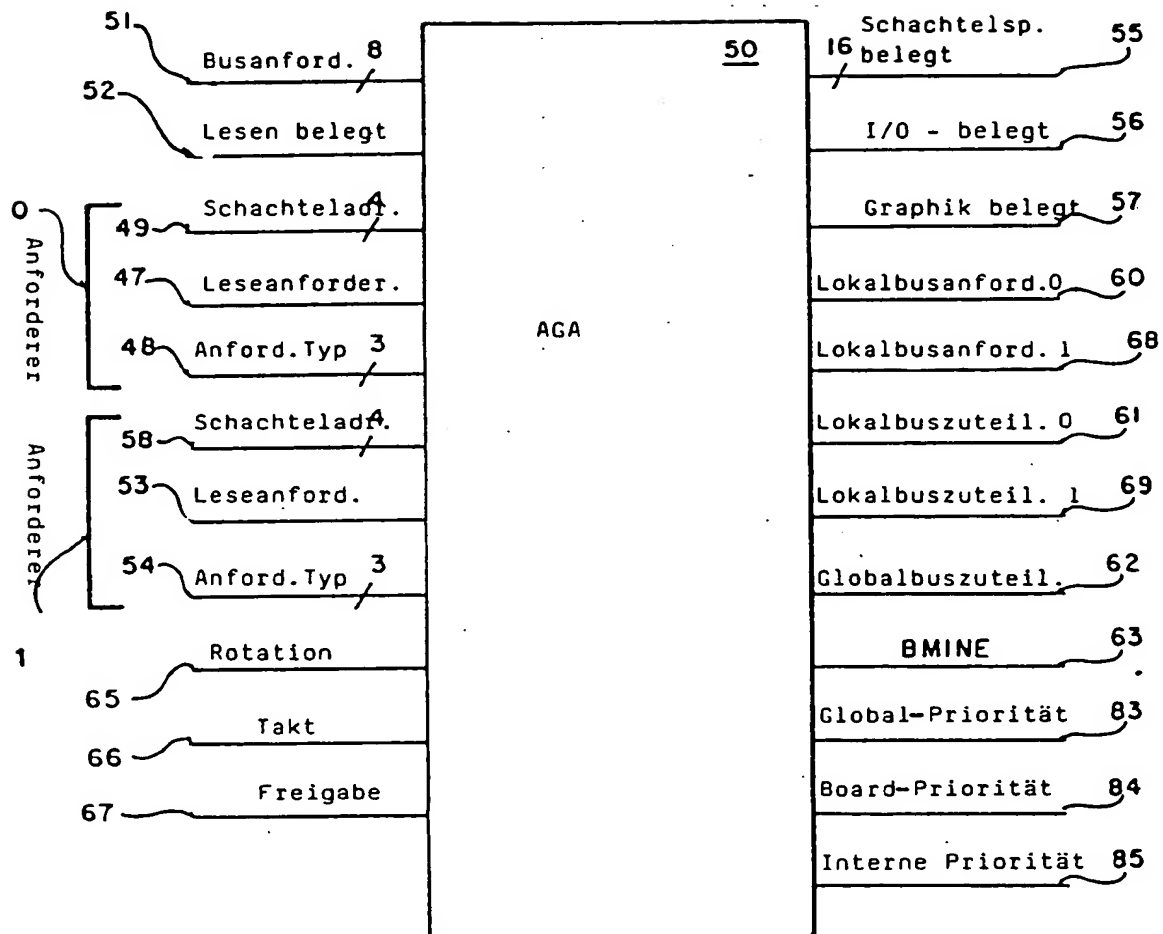 51
Busanford. 8
52
Lesen belegt
0
Anforderer
49
Schachteladr. 4
47
Leseanforder.
48
Anford.Typ 3
Anforderer
1
58
Schachteladr. 4
53
Leseanford.
54
Anford.Typ 3
65
Rotation
66
Takt
67
Freigabe
50
AGA
16
Schachtelsp.
belegt
55
I/O - belegt 56
Graphik belegt 57
Lokalbusanford.0 60
Lokalbusanford. 1 68
Lokalbuszuteil. 0 61
Lokalbuszuteil. 1 69
Globalbuszuteil. 62
BMINE 63
Global-Priorität 83
Board-Priorität 84
Interne Priorität 85